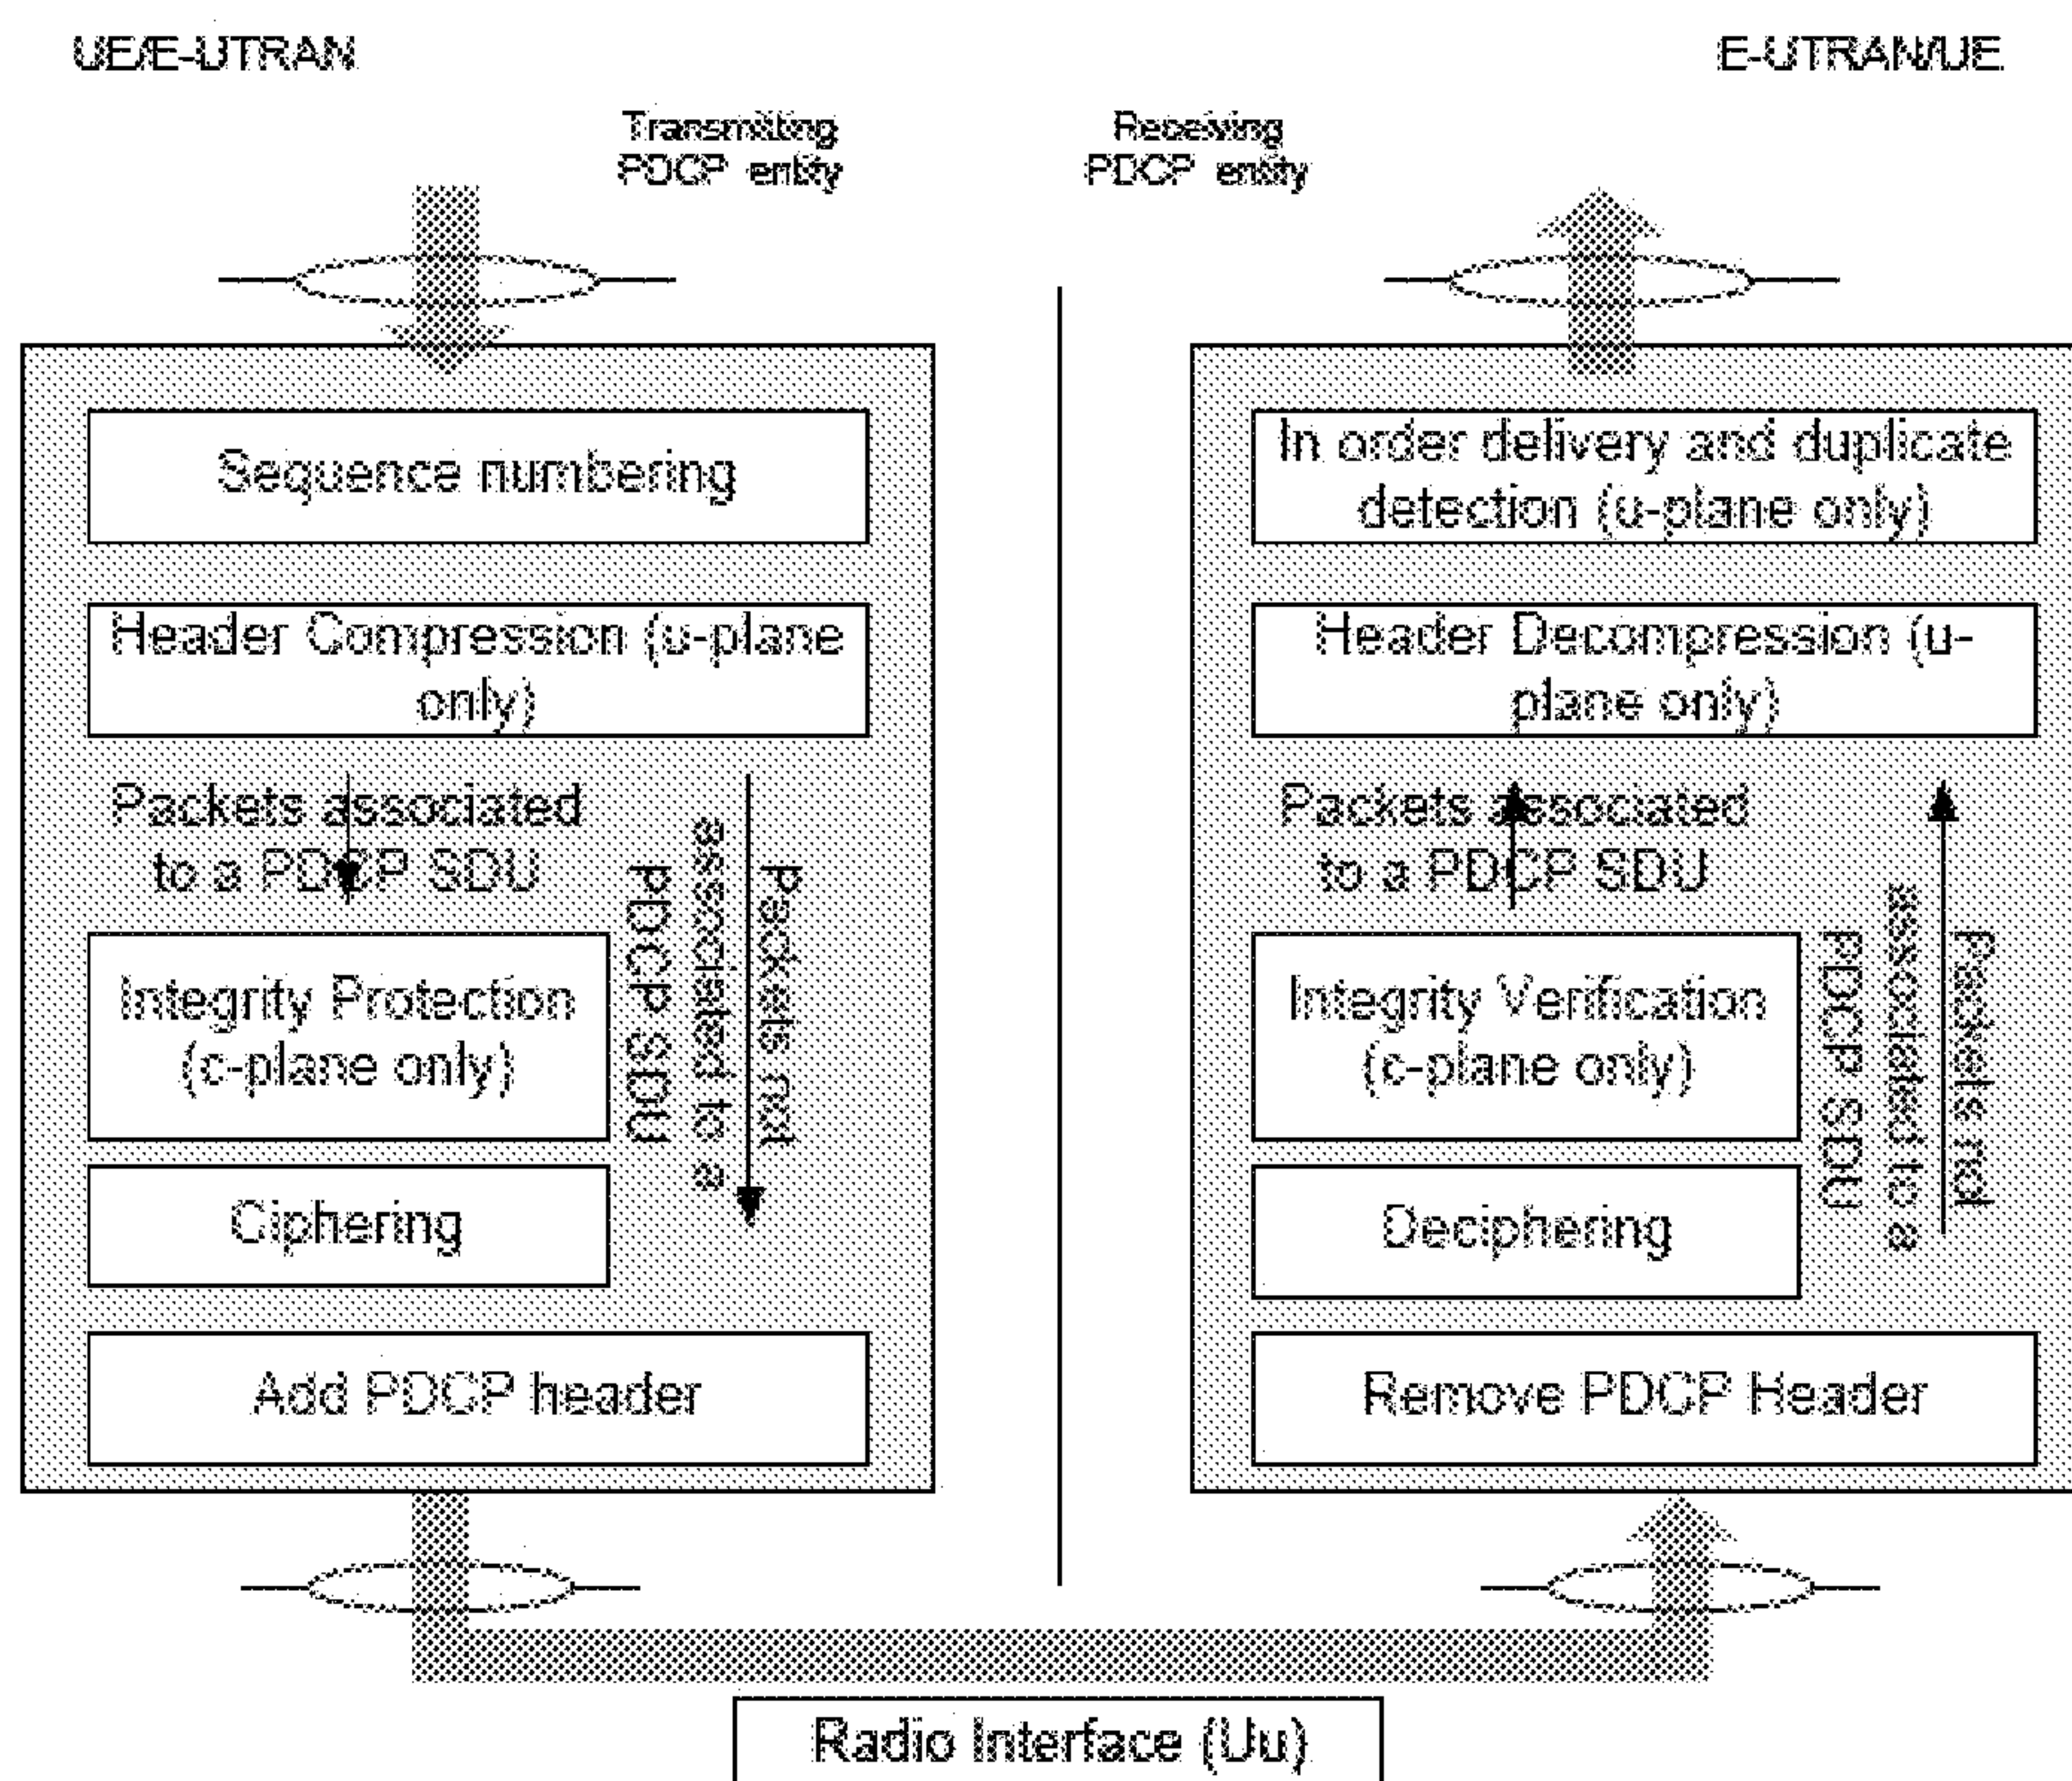 UE/E-UTRAN
E-UTRAN/UE
Transmitting
PDCP entity
Receiving
PDCP entity
Sequence numbering
Header Compression (u-plane
only)
Packets associated
to a PDCP SDU
Packets not
associated to a
PDCP SDU
Integrity Protection
(c-plane only)
Ciphering
Add PDCP header
In order delivery and duplicate
detection (u-plane only)
Header Decompression (u-
plane only)
Packets associated
to a PDCP SDU
Packets not
associated to a
PDCP SDU
Integrity Verification
(c-plane only)
Deciphering
Remove PDCP Header
Radio Interface (Uu)